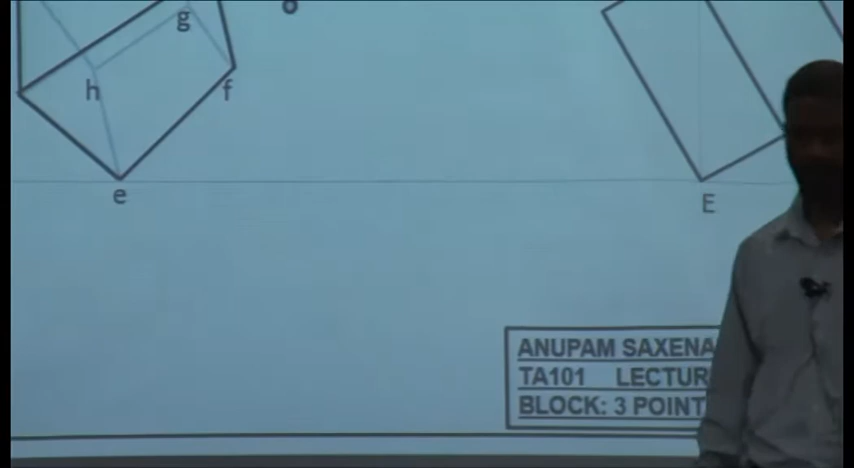 g
h
f
e
E
ANUPAM SAXENA
TA101 LECTUR
BLOCK: 3 POINT